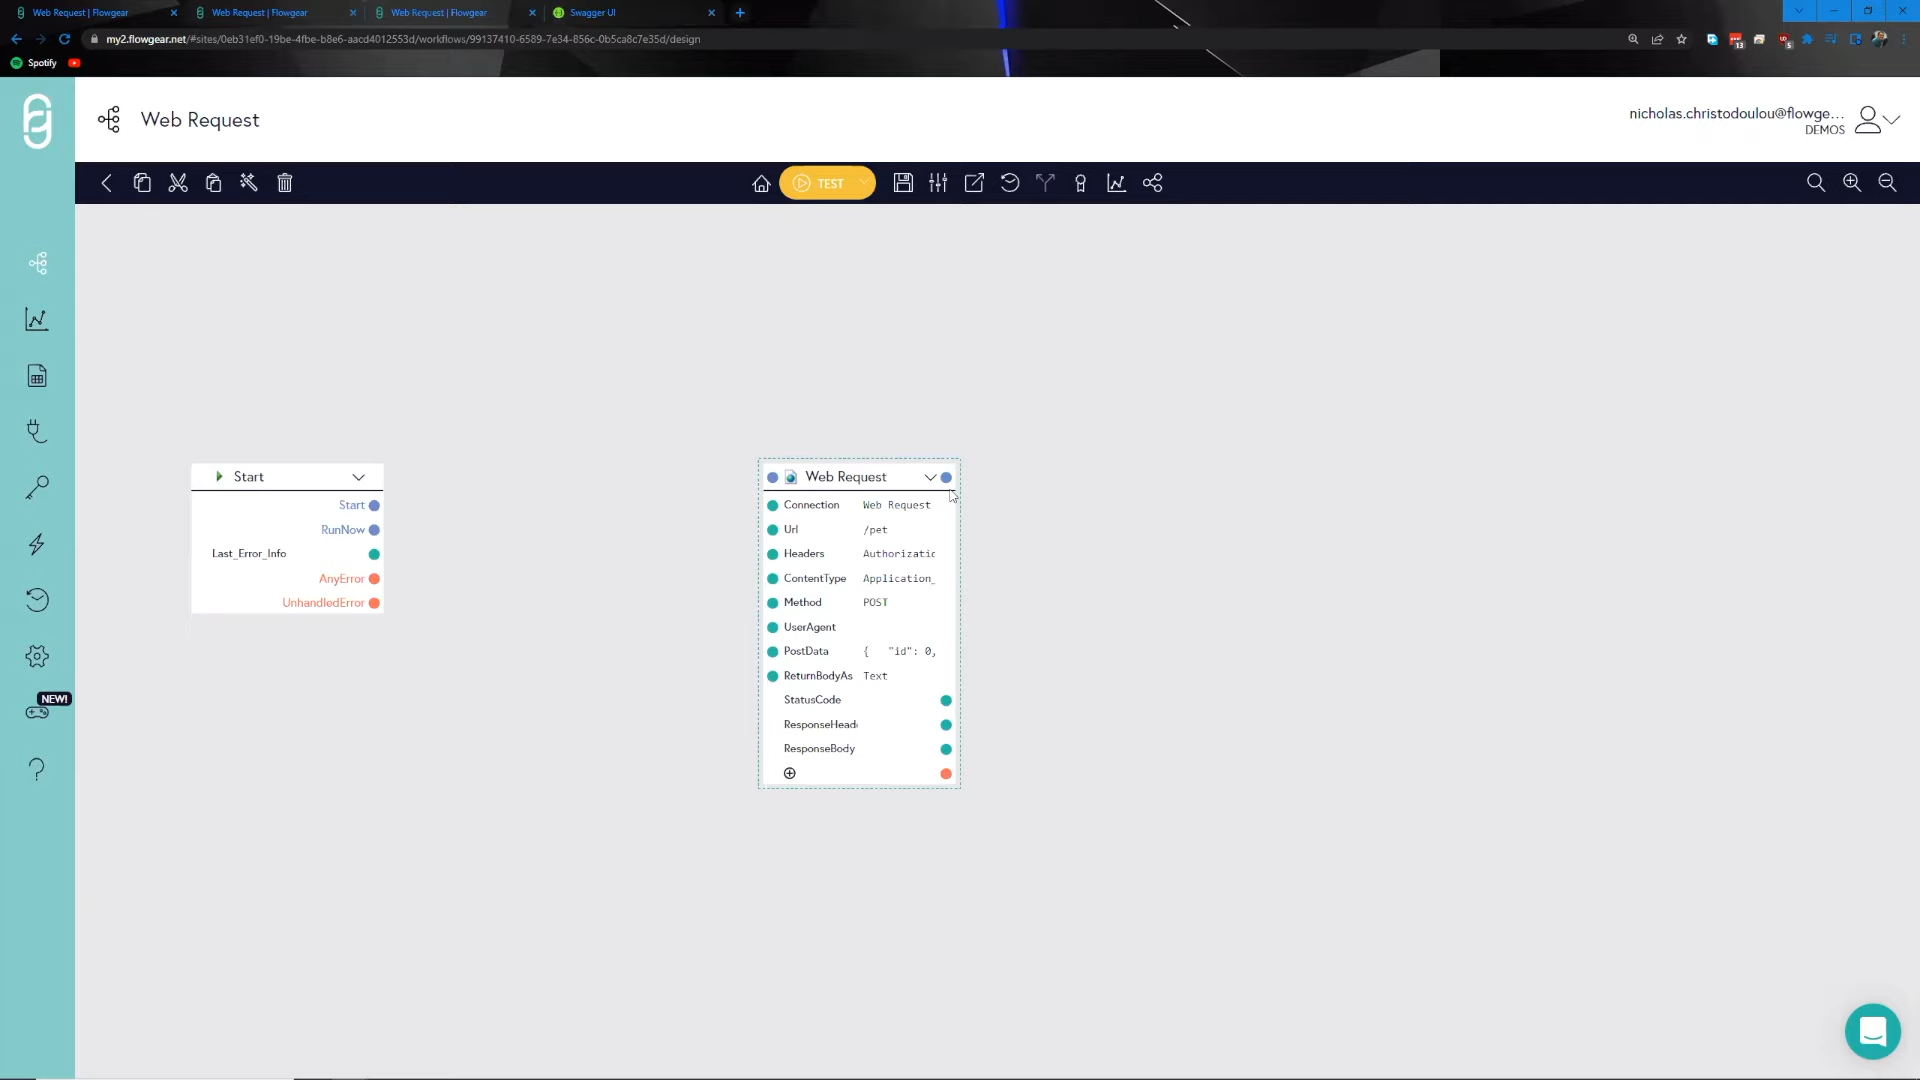 Web Request | Flowgear
Web Request | Flowgear
Web Request | Flowgear
Swagger UI
my2.flowgear.net/#sites/0eb31ef0-19be-4fbe-b8e6-aacd4012553d/workflows/99137410-6589-7e34-856c-0b5ca8c7e35d/design
13
5
Spotify
Web Request
nicholas.christodoulou@flowge...
DEMOS
TEST
NEW!
Start
Start
RunNow
Last_Error_Info
AnyError
UnhandledError
Web Request
Connection Web Request
Url /pet
Headers Authorizatic
ContentType Application_
Method POST
UserAgent
PostData { "id": 0,
ReturnBodyAs Text
StatusCode
ResponseHead
ResponseBody